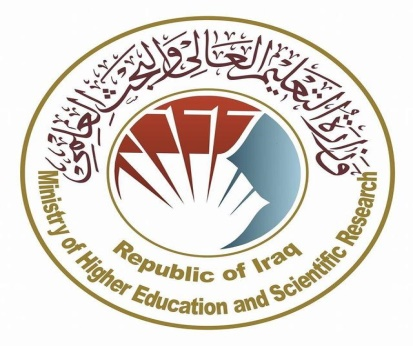 وزارة التعليم العالي والبحث العلمي
Republic of Iraq
Ministry of Higher Education and Scientific Research